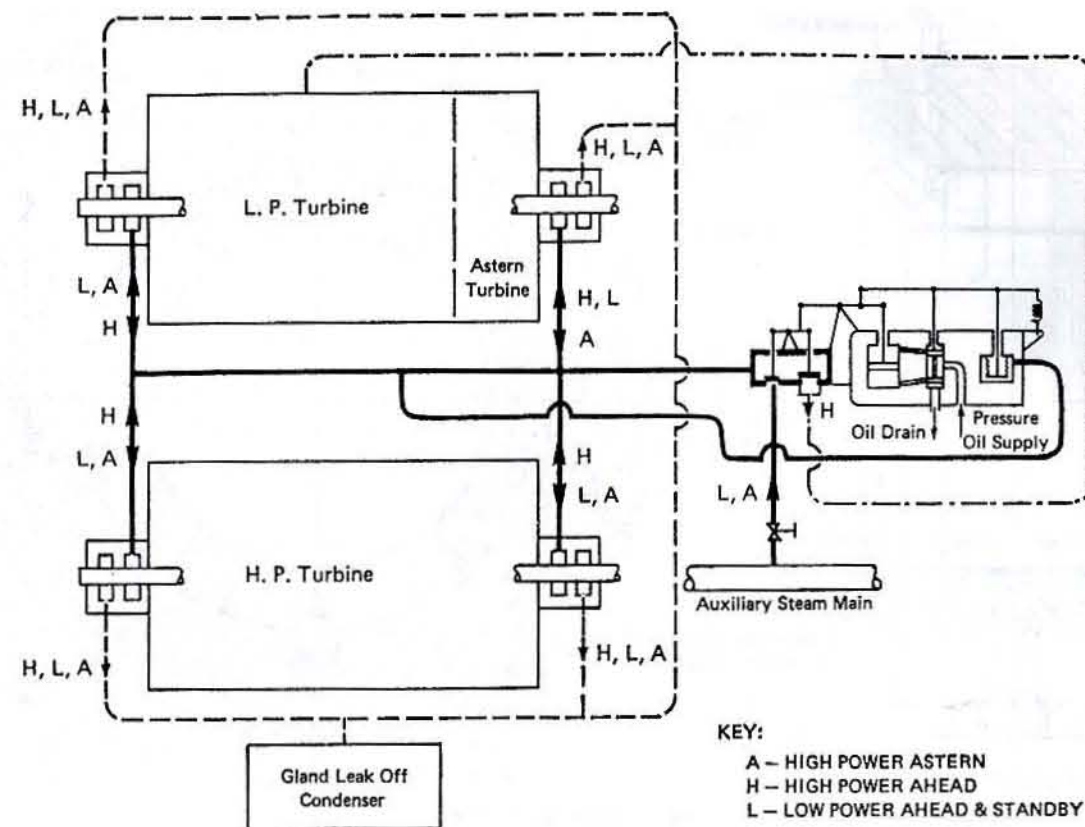 H, L, A
H, L, A
L. P. Turbine
Astern
Turbine
L, A
H
H, L
A
H
L, A
H
L, A
H
Oil Drain
Pressure
Oil Supply
L, A
H. P. Turbine
Auxiliary Steam Main
H, L, A
H, L, A
Gland Leak Off
Condenser
KEY:
A – HIGH POWER ASTERN
H – HIGH POWER AHEAD
L – LOW POWER AHEAD & STANDBY